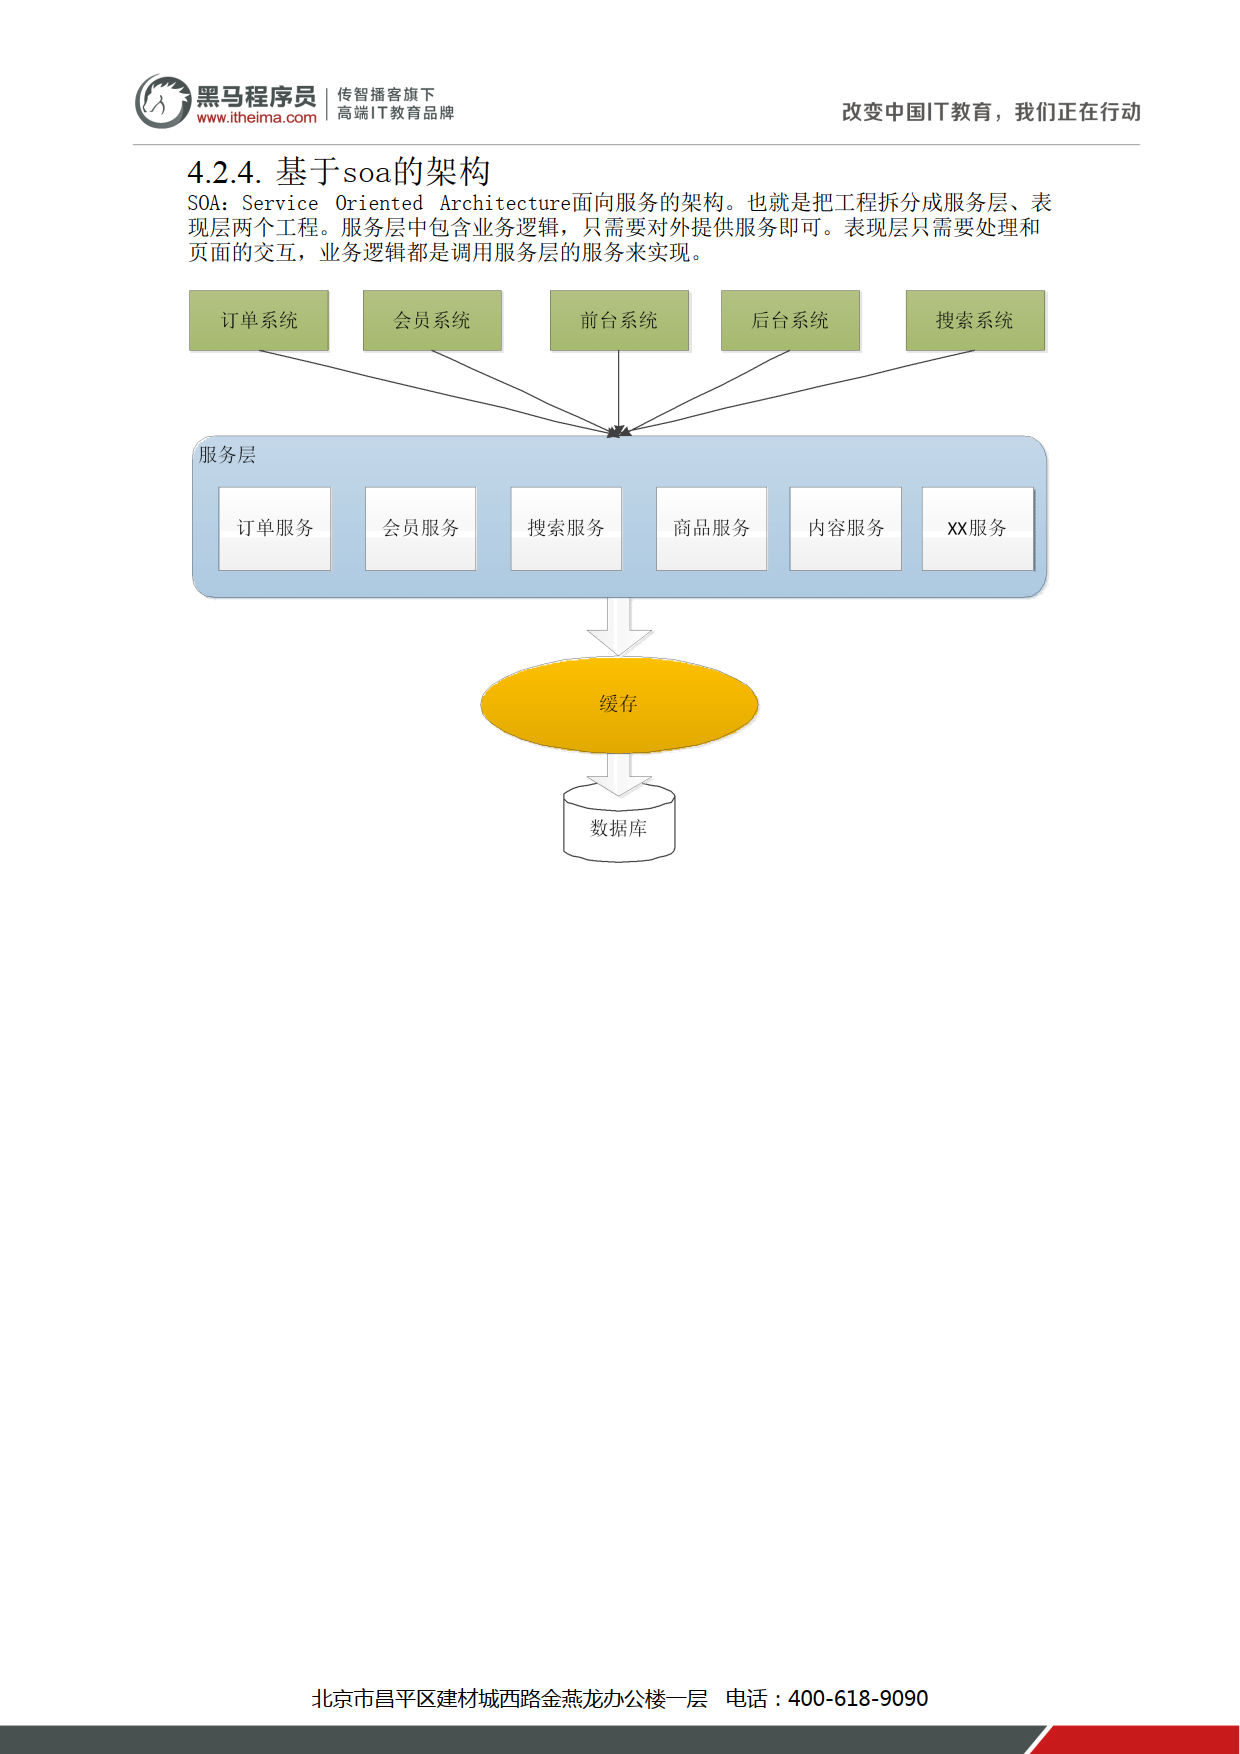 黑马程序员
www.itheima.com
传智播客旗下
高端IT教育品牌
改变中国IT教育，我们正在行动
4.2.4. 基于soa的架构
SOA：Service Oriented Architecture面向服务的架构。也就是把工程拆分成服务层、表
现层两个工程。服务层中包含业务逻辑，只需要对外提供服务即可。表现层只需要处理和
页面的交互，业务逻辑都是调用服务层的服务来实现。
订单系统
会员系统
前台系统
后台系统
搜索系统
服务层
订单服务
会员服务
搜索服务
商品服务
内容服务
XX服务
缓存
数据库
北京市昌平区建材城西路金燕龙办公楼一层 电话：400-618-9090